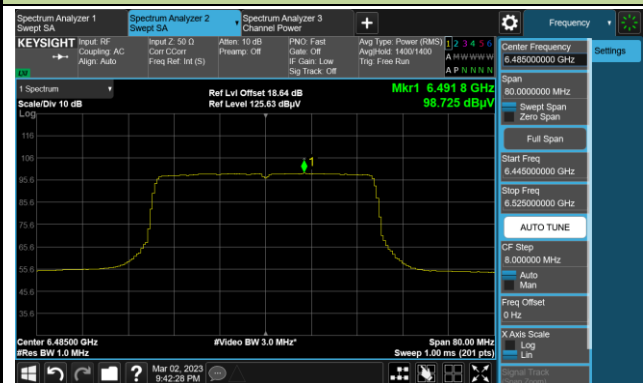 Spectrum Analyzer 1
Swept SA
Spectrum Analyzer 2
Swept SA
Spectrum Analyzer 3
Channel Power
Frequency
KEYSIGHT
Input: RF
Coupling: AC
Align: Auto
Input Z: 50 Ω
Corr CCorr
Freq Ref: Int (S)
Atten: 10 dB
Preamp: Off
PNO: Fast
Gate: Off
IF Gain: Low
Sig Track: Off
Avg Type: Power (RMS)
Avg|Hold: 1400/1400
Trig: Free Run
1 2 3 4 5 6
A W W W W W
A P N N N N
1 Spectrum
Scale/Div 10 dB
Log
Ref Lvl Offset 18.64 dB
Ref Level 125.63 dBµV
Mkr1 6.491 8 GHz
98.725 dBµV
116
106
95.6
85.6
75.6
65.6
55.6
45.6
35.6
1
Center 6.48500 GHz
#Res BW 1.0 MHz
#Video BW 3.0 MHz*
Span 80.00 MHz
Sweep 1.00 ms (201 pts)
Mar 02, 2023
9:42:28 PM
Center Frequency
6.485000000 GHz
Settings
Span
80.0000000 MHz
Swept Span
Zero Span
Full Span
Start Freq
6.445000000 GHz
Stop Freq
6.525000000 GHz
AUTO TUNE
CF Step
8.000000 MHz
Auto
Man
Freq Offset
0 Hz
X Axis Scale
Log
Lin
Signal Track